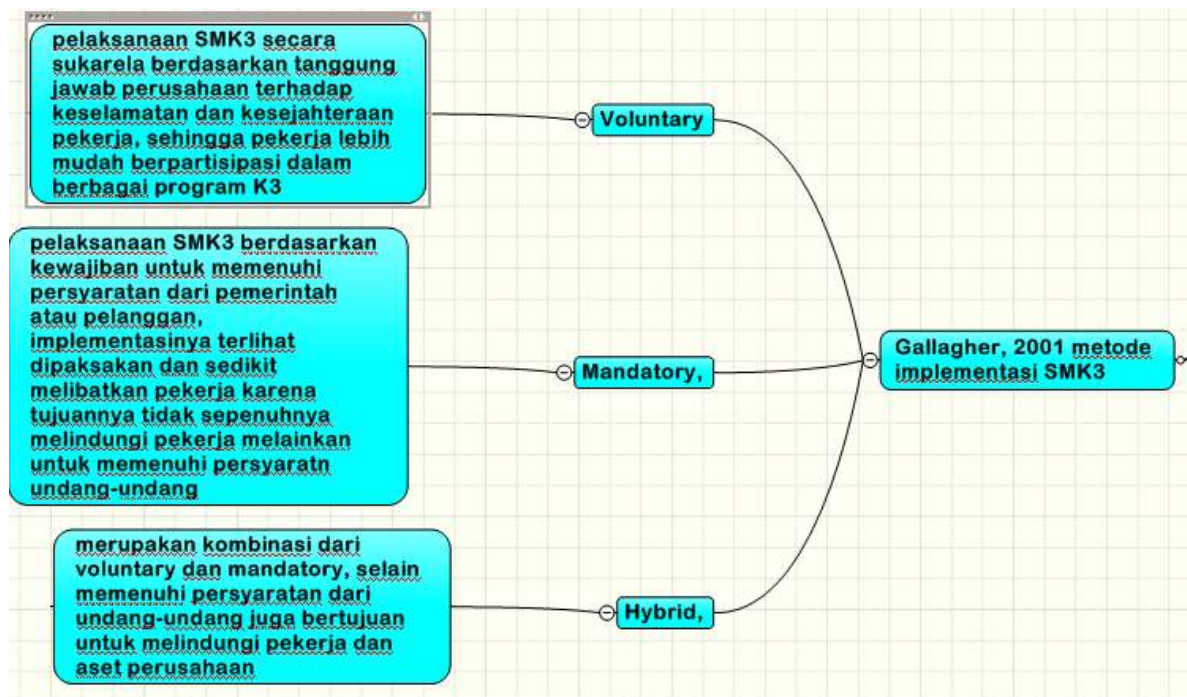 pelaksanaan SMK3 secara
sukarela berdasarkan tanggung
jawab perusahaan terhadap
keselamatan dan kesejahteraan
pekerja, sehingga pekerja lebih
mudah berpartisipasi dalam
berbagai program K3
Voluntary
pelaksanaan SMK3 berdasarkan
kewajiban untuk memenuhi
persyaratan dari pemerintah
atau pelanggan,
implementasinya terlihat
dipaksakan dan sedikit
melibatkan pekerja karena
tujuannya tidak sepenuhnya
melindungi pekerja melainkan
untuk memenuhi persyaratn
undang-undang
Mandatory,
Gallagher, 2001 metode
implementasi SMK3
merupakan kombinasi dari
voluntary dan mandatory, selain
memenuhi persyaratan dari
undang-undang juga bertujuan
untuk melindungi pekerja dan
aset perusahaan
Hybrid,